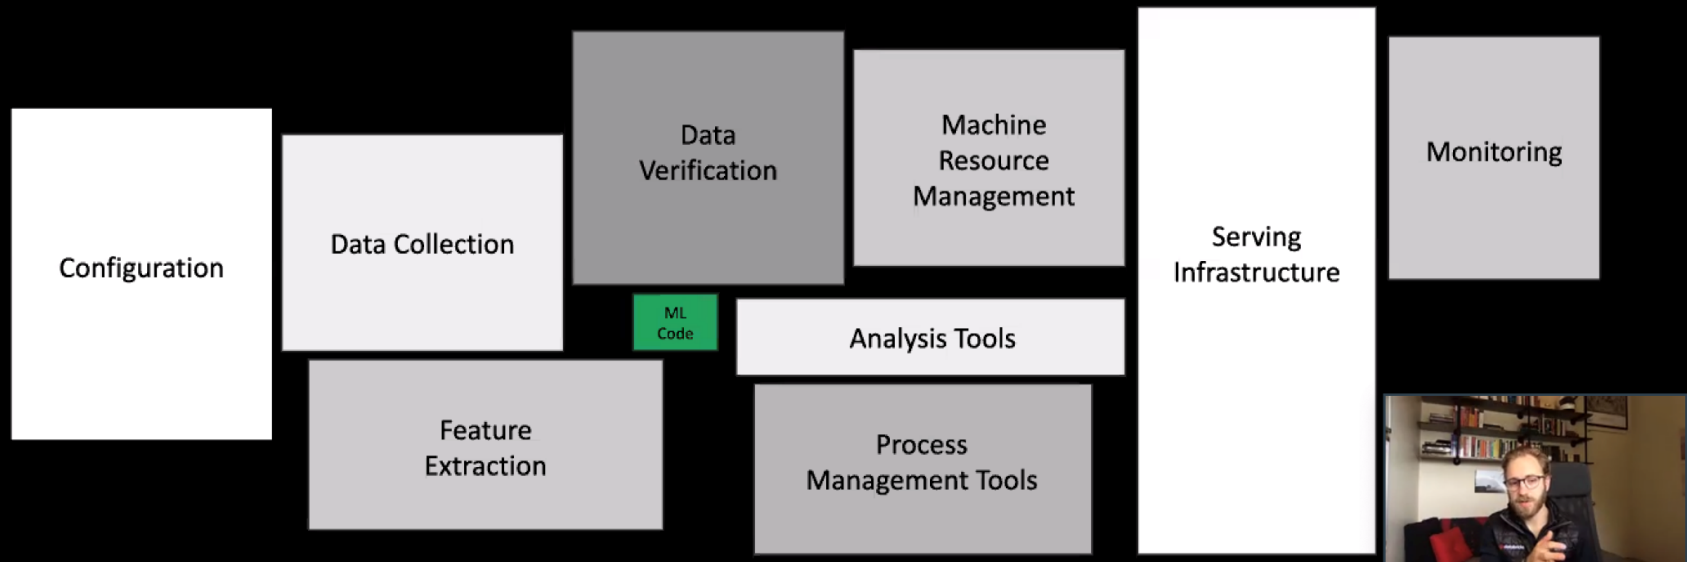 Configuration
Data Collection
Feature
Extraction
Data
Verification
ML
Code
Machine
Resource
Management
Analysis Tools
Process
Management Tools
Serving
Infrastructure
Monitoring